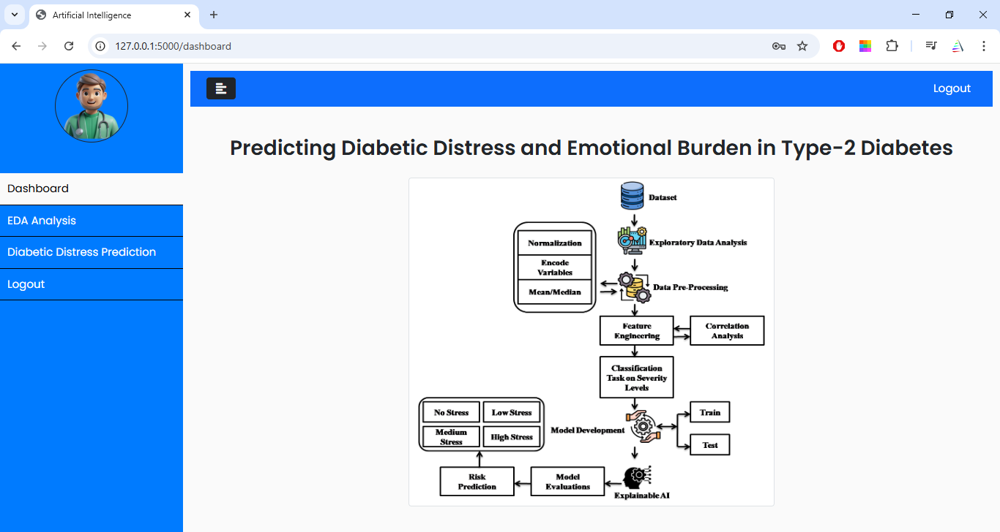 Artificial Intelligence
127.0.0.1:5000/dashboard
Logout
Dashboard
EDA Analysis
Diabetic Distress Prediction
Logout
Predicting Diabetic Distress and Emotional Burden in Type-2 Diabetes
Dataset
Exploratory Data Analysis
Normalization
Encode
Variables
Mean/Median
Data Pre-Processing
Feature
Engineering
Correlation
Analysis
Classification
Task on Severity
Levels
No Stress
Low Stress
Medium
Stress
High Stress
Model Development
Train
Test
Risk
Prediction
Model
Evaluations
Explainable AI